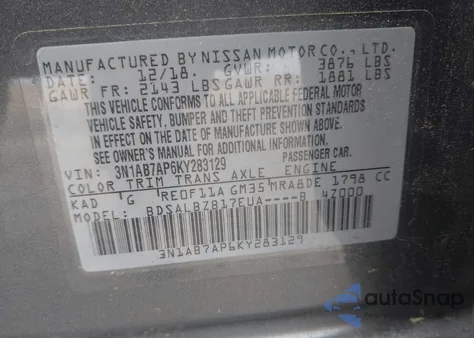 MANUFACTURED BY NISSAN MOTOR CO., LTD.
DATE: 12/18. GVWR: 3876 LBS
GAWR FR: 2143 LBS GAWR RR: 1881 LBS
THIS VEHICLE CONFORMS TO ALL APPLICABLE FEDERAL MOTOR
VEHICLE SAFETY, BUMPER, AND THEFT PREVENTION STANDARDS
IN EFFECT ON THE DATE OF MANUFACTURE SHOWN ABOVE.
SEE OWNER'S MANUAL FOR ADDITIONAL INFORMATION.
VIN: 3N1AB7AP6KY283129 PASSENGER CAR.
COLOR TRIM TRANS AXLE ENGINE
KAD G RE0F11A GM35 MRA8DE 1798 CC
MODEL: BDSALBZB17EUA----B 4Z000
3N1AB7AP6KY283129
autoSnap